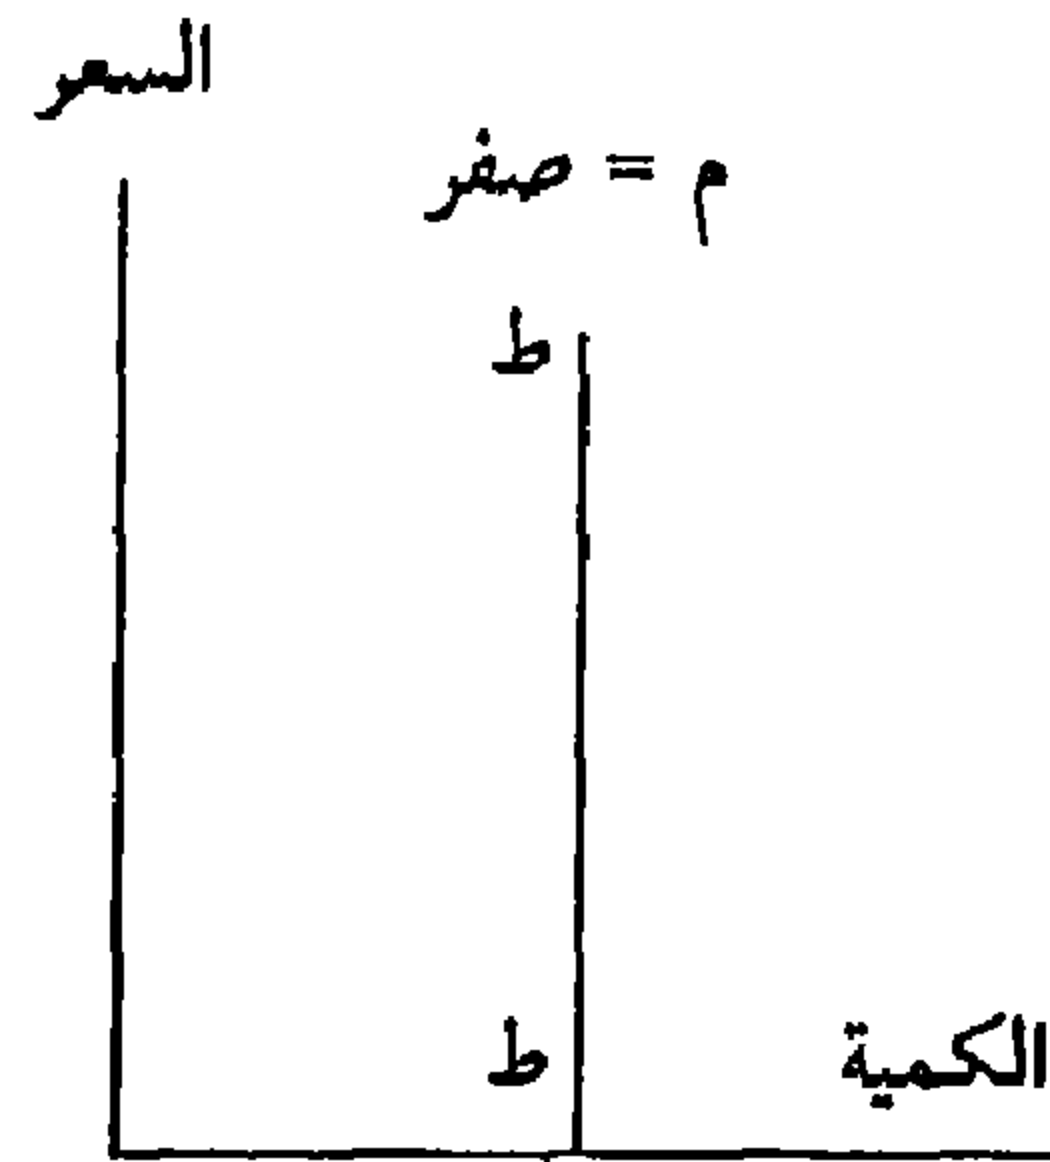 السعر
م = صفر
ط
ط
الكمية